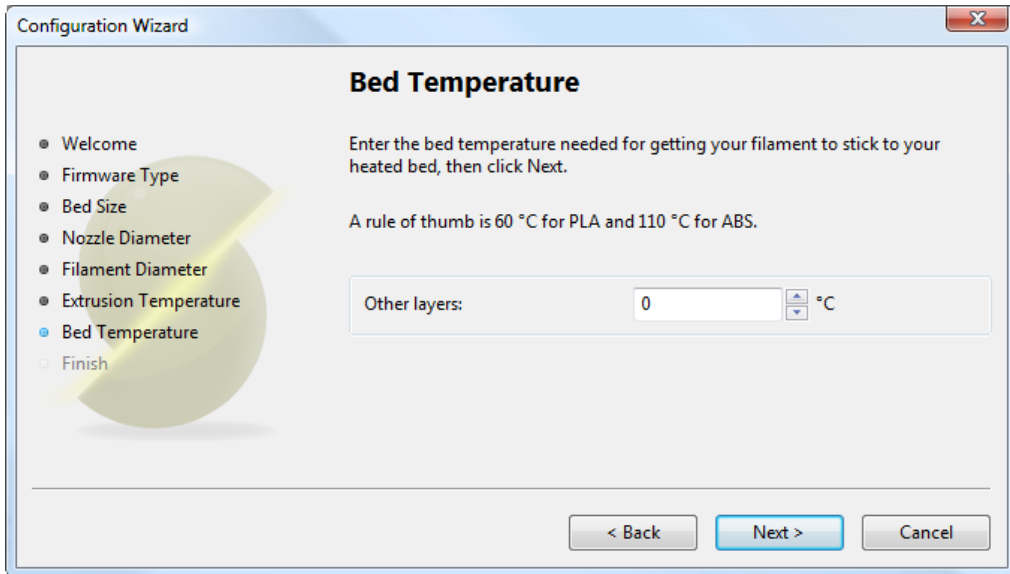 Configuration Wizard
Bed Temperature
Welcome
Firmware Type
Bed Size
Nozzle Diameter
Filament Diameter
Extrusion Temperature
Bed Temperature
Finish
Enter the bed temperature needed for getting your filament to stick to your
heated bed, then click Next.
A rule of thumb is 60 °C for PLA and 110 °C for ABS.
Other layers: 0 °C
< Back Next > Cancel